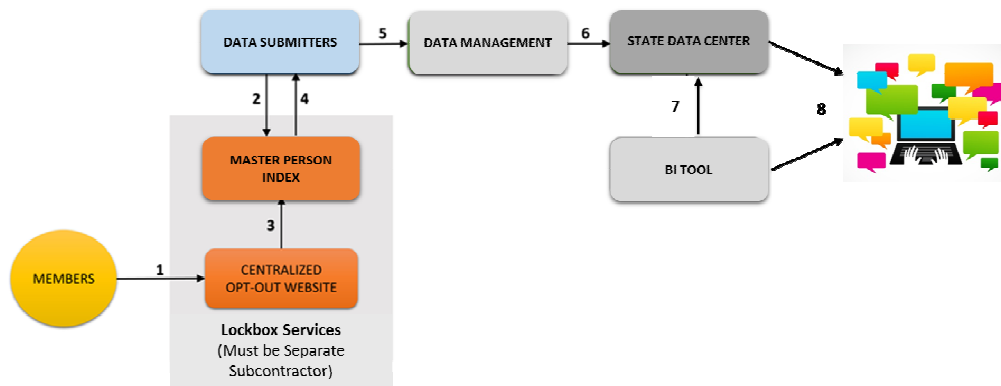 DATA SUBMITTERS
5
DATA MANAGEMENT
6
STATE DATA CENTER
2
4
7
8
MASTER PERSON
INDEX
BI TOOL
3
MEMBERS
1
CENTRALIZED
OPT-OUT WEBSITE
Lockbox Services
(Must be Separate
Subcontractor)